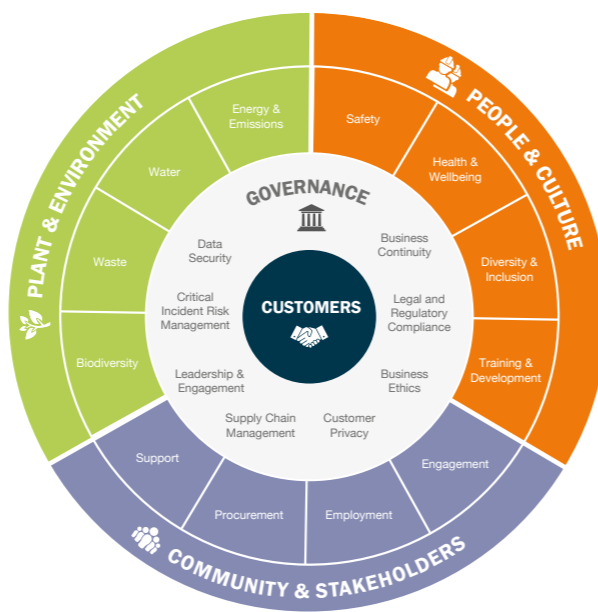 PLANT & ENVIRONMENT
Energy &
Emissions
Water
Waste
Biodiversity
PEOPLE & CULTURE
Safety
Health &
Wellbeing
Diversity &
Inclusion
Training &
Development
GOVERNANCE
Data
Security
Critical
Incident Risk
Management
Leadership &
Engagement
Supply Chain
Management
Customer
Privacy
Business
Ethics
Legal and
Regulatory
Compliance
Business
Continuity
CUSTOMERS
Support
Procurement
Employment
Engagement
COMMUNITY & STAKEHOLDERS